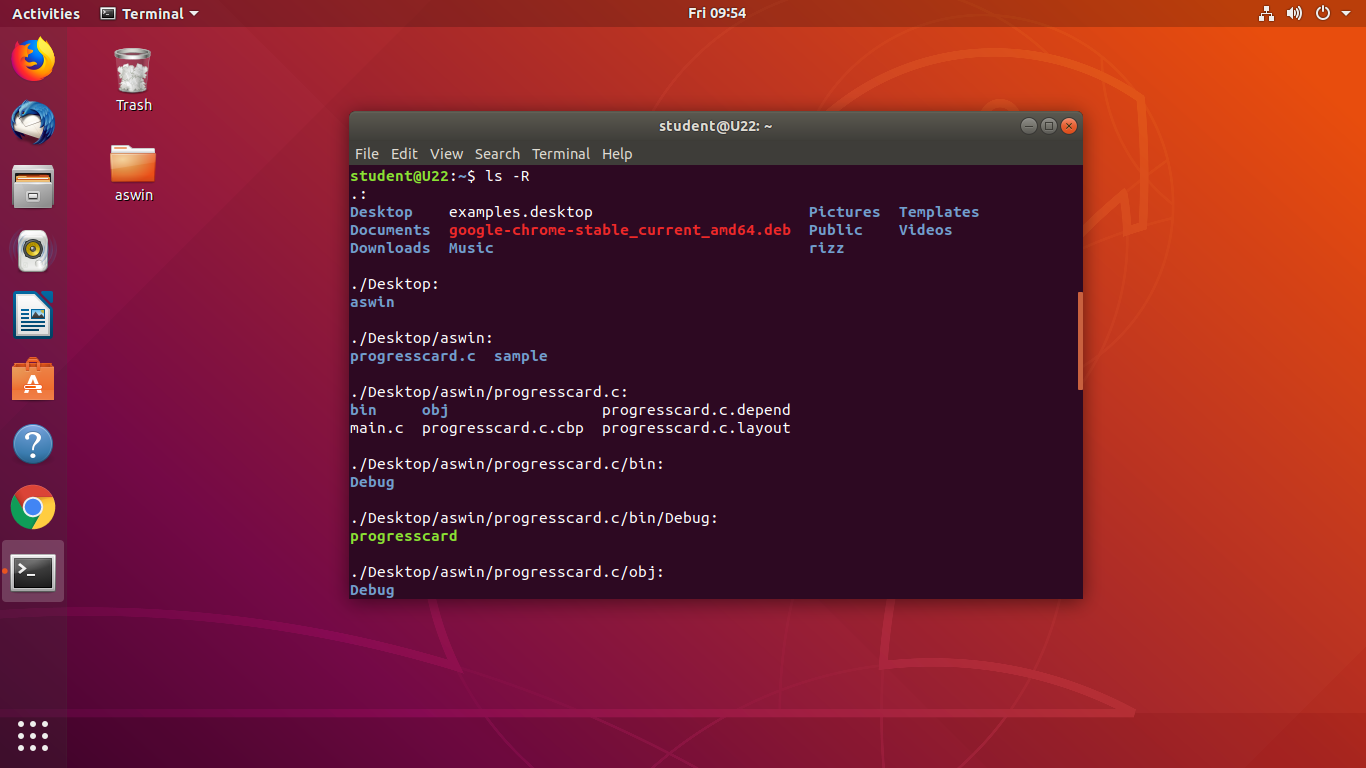 Activities Terminal Fri 09:54
Trash
aswin
student@U22: ~
File Edit View Search Terminal Help
student@U22:~$ ls -R
.:
Desktop examples.desktop Pictures Templates
Documents google-chrome-stable_current_amd64.deb Public Videos
Downloads Music rizz
./Desktop:
aswin
./Desktop/aswin:
progresscard.c sample
./Desktop/aswin/progresscard.c:
bin obj progresscard.c.depend
main.c progresscard.c.cbp progresscard.c.layout
./Desktop/aswin/progresscard.c/bin:
Debug
./Desktop/aswin/progresscard.c/bin/Debug:
progresscard
./Desktop/aswin/progresscard.c/obj:
Debug